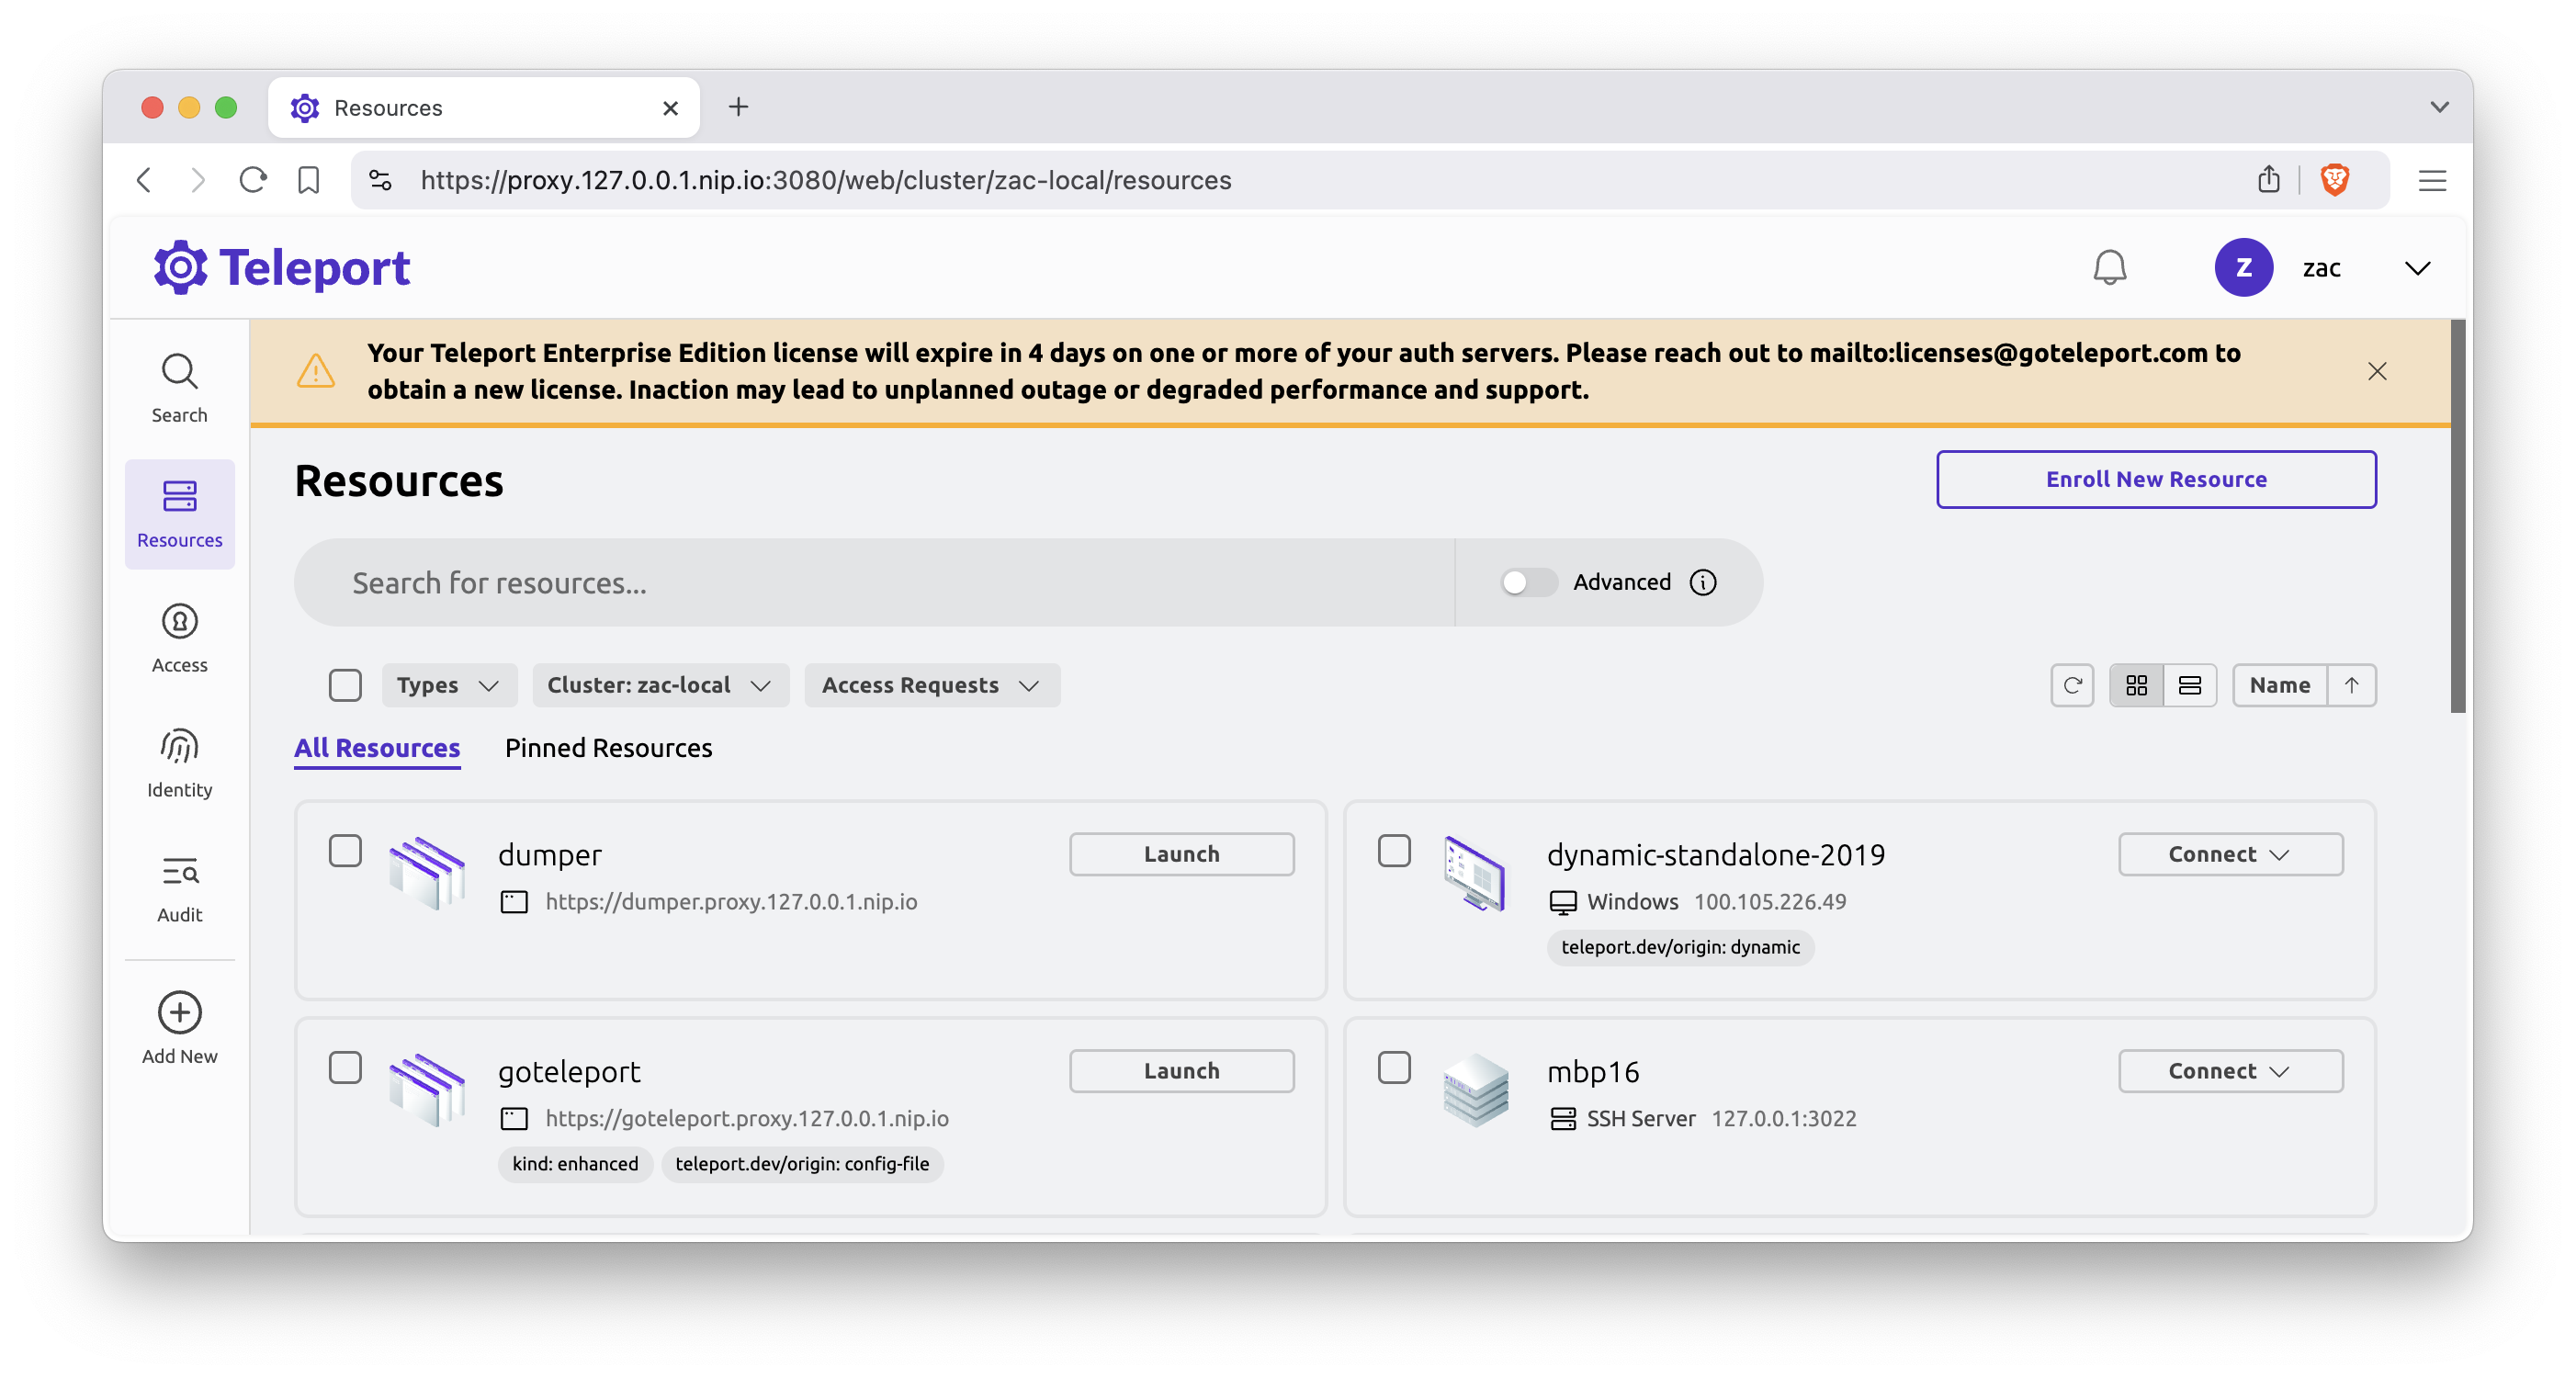 Resources
https://proxy.127.0.0.1.nip.io:3080/web/cluster/zac-local/resources
Teleport
Z
zac
Search
Resources
Access
Identity
Audit
Add New
Your Teleport Enterprise Edition license will expire in 4 days on one or more of your auth servers. Please reach out to mailto:licenses@goteleport.com to
obtain a new license. Inaction may lead to unplanned outage or degraded performance and support.
Resources
Enroll New Resource
Search for resources...
Advanced
Types
Cluster: zac-local
Access Requests
Name
All Resources
Pinned Resources
dumper
Launch
https://dumper.proxy.127.0.0.1.nip.io
dynamic-standalone-2019
Connect
Windows 100.105.226.49
teleport.dev/origin: dynamic
goteleport
Launch
https://goteleport.proxy.127.0.0.1.nip.io
kind: enhanced
teleport.dev/origin: config-file
mbp16
Connect
SSH Server 127.0.0.1:3022